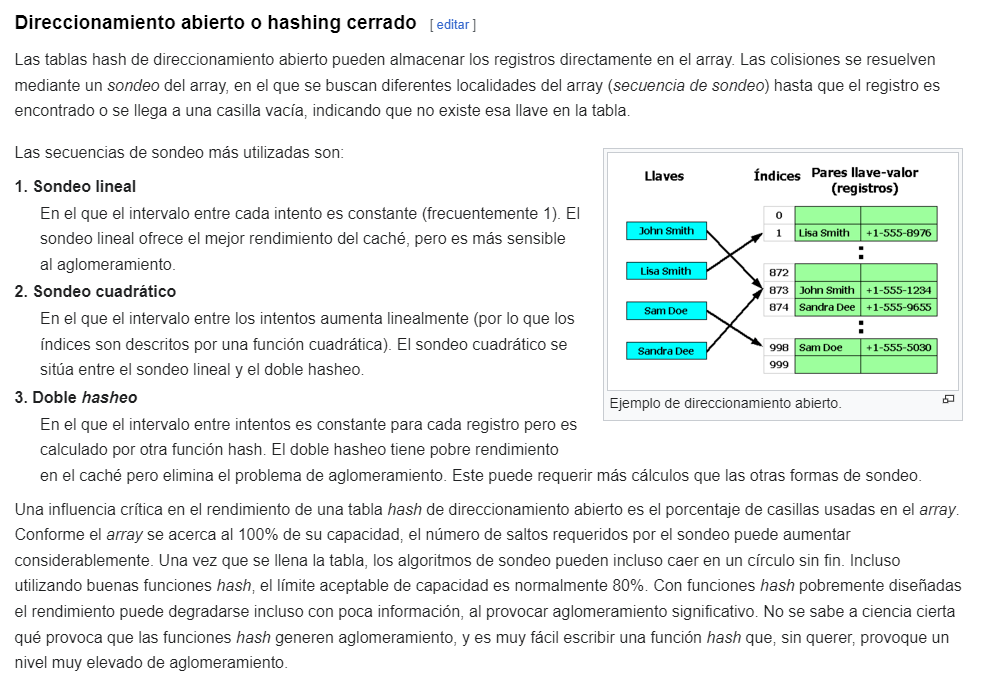 Direccionamiento abierto o hashing cerrado [ editar ]
Las tablas hash de direccionamiento abierto pueden almacenar los registros directamente en el array. Las colisiones se resuelven
mediante un sondeo del array, en el que se buscan diferentes localidades del array (secuencia de sondeo) hasta que el registro es
encontrado o se llega a una casilla vacía, indicando que no existe esa llave en la tabla.
Las secuencias de sondeo más utilizadas son:
1. Sondeo lineal
En el que el intervalo entre cada intento es constante (frecuentemente 1). El
sondeo lineal ofrece el mejor rendimiento del caché, pero es más sensible
al aglomeramiento.
2. Sondeo cuadrático
En el que el intervalo entre los intentos aumenta linealmente (por lo que los
índices son descritos por una función cuadrática). El sondeo cuadrático se
sitúa entre el sondeo lineal y el doble hasheo.
3. Doble hasheo
En el que el intervalo entre intentos es constante para cada registro pero es
calculado por otra función hash. El doble hasheo tiene pobre rendimiento
en el caché pero elimina el problema de aglomeramiento. Este puede requerir más cálculos que las otras formas de sondeo.
Llaves
Índices
Pares llave-valor
(registros)
John Smith
Lisa Smith
Sam Doe
Sandra Dee
0
1 Lisa Smith +1-555-8976
872
873 John Smith +1-555-1234
874 Sandra Dee +1-555-9655
998 Sam Doe +1-555-5030
999
Ejemplo de direccionamiento abierto.
Una influencia crítica en el rendimiento de una tabla hash de direccionamiento abierto es el porcentaje de casillas usadas en el array.
Conforme el array se acerca al 100% de su capacidad, el número de saltos requeridos por el sondeo puede aumentar
considerablemente. Una vez que se llena la tabla, los algoritmos de sondeo pueden incluso caer en un círculo sin fin. Incluso
utilizando buenas funciones hash, el límite aceptable de capacidad es normalmente 80%. Con funciones hash pobremente diseñadas
el rendimiento puede degradarse incluso con poca información, al provocar aglomeramiento significativo. No se sabe a ciencia cierta
qué provoca que las funciones hash generen aglomeramiento, y es muy fácil escribir una función hash que, sin querer, provoque un
nivel muy elevado de aglomeramiento.